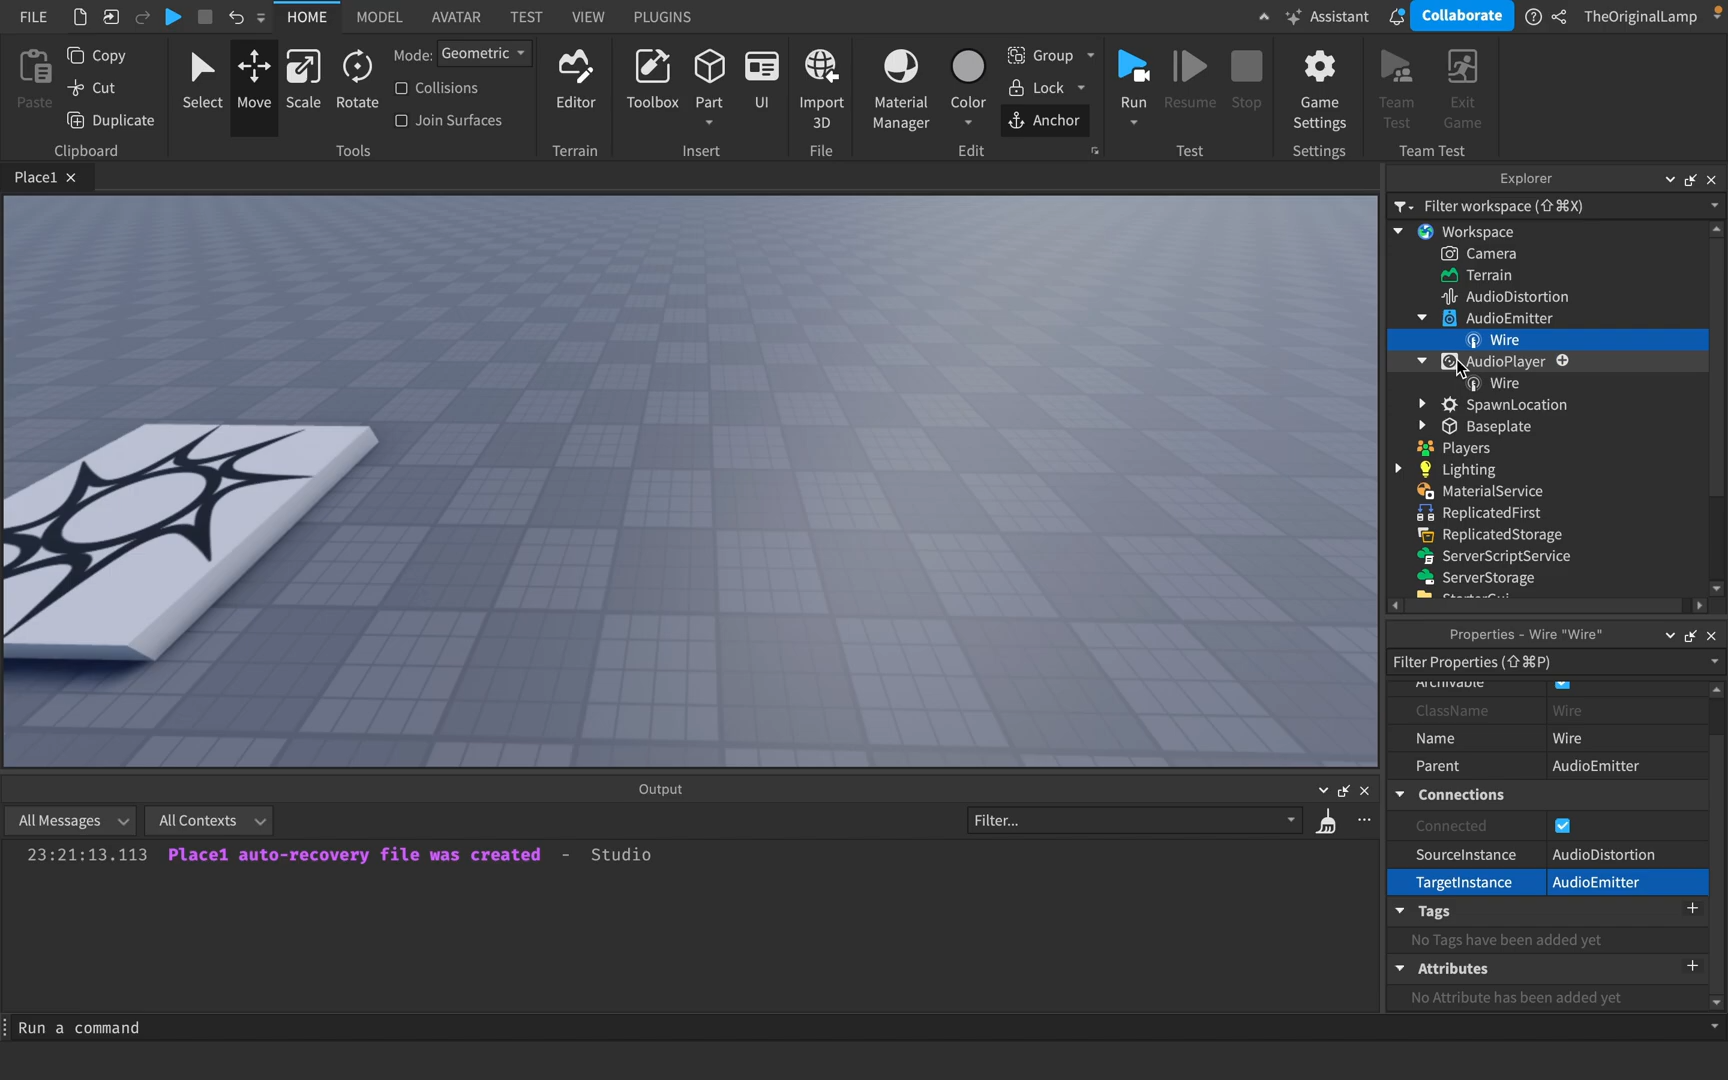 FILE HOME MODEL AVATAR TEST VIEW PLUGINS Assistant Collaborate TheOriginalLamp
Paste Copy Cut Duplicate Clipboard
Select Move Scale Rotate Mode: Geometric Collisions Join Surfaces Tools
Editor Terrain
Toolbox Part UI Insert
Import 3D File
Material Manager Color Group Lock Anchor Edit
Run Resume Stop Test
Game Settings Settings
Team Test Exit Game Team Test
Place1
Explorer
Filter workspace (⇧⌘X)
Workspace
Camera
Terrain
AudioDistortion
AudioEmitter
Wire
AudioPlayer
Wire
SpawnLocation
Baseplate
Players
Lighting
MaterialService
ReplicatedFirst
ReplicatedStorage
ServerScriptService
ServerStorage
StarterGui
Properties - Wire "Wire"
Filter Properties (⇧⌘P)
Archivable
ClassName Wire
Name Wire
Parent AudioEmitter
Connections
Connected
SourceInstance AudioDistortion
TargetInstance AudioEmitter
Tags
No Tags have been added yet
Attributes
No Attribute has been added yet
Output
All Messages All Contexts Filter...
23:21:13.113 Place1 auto-recovery file was created - Studio
Run a command